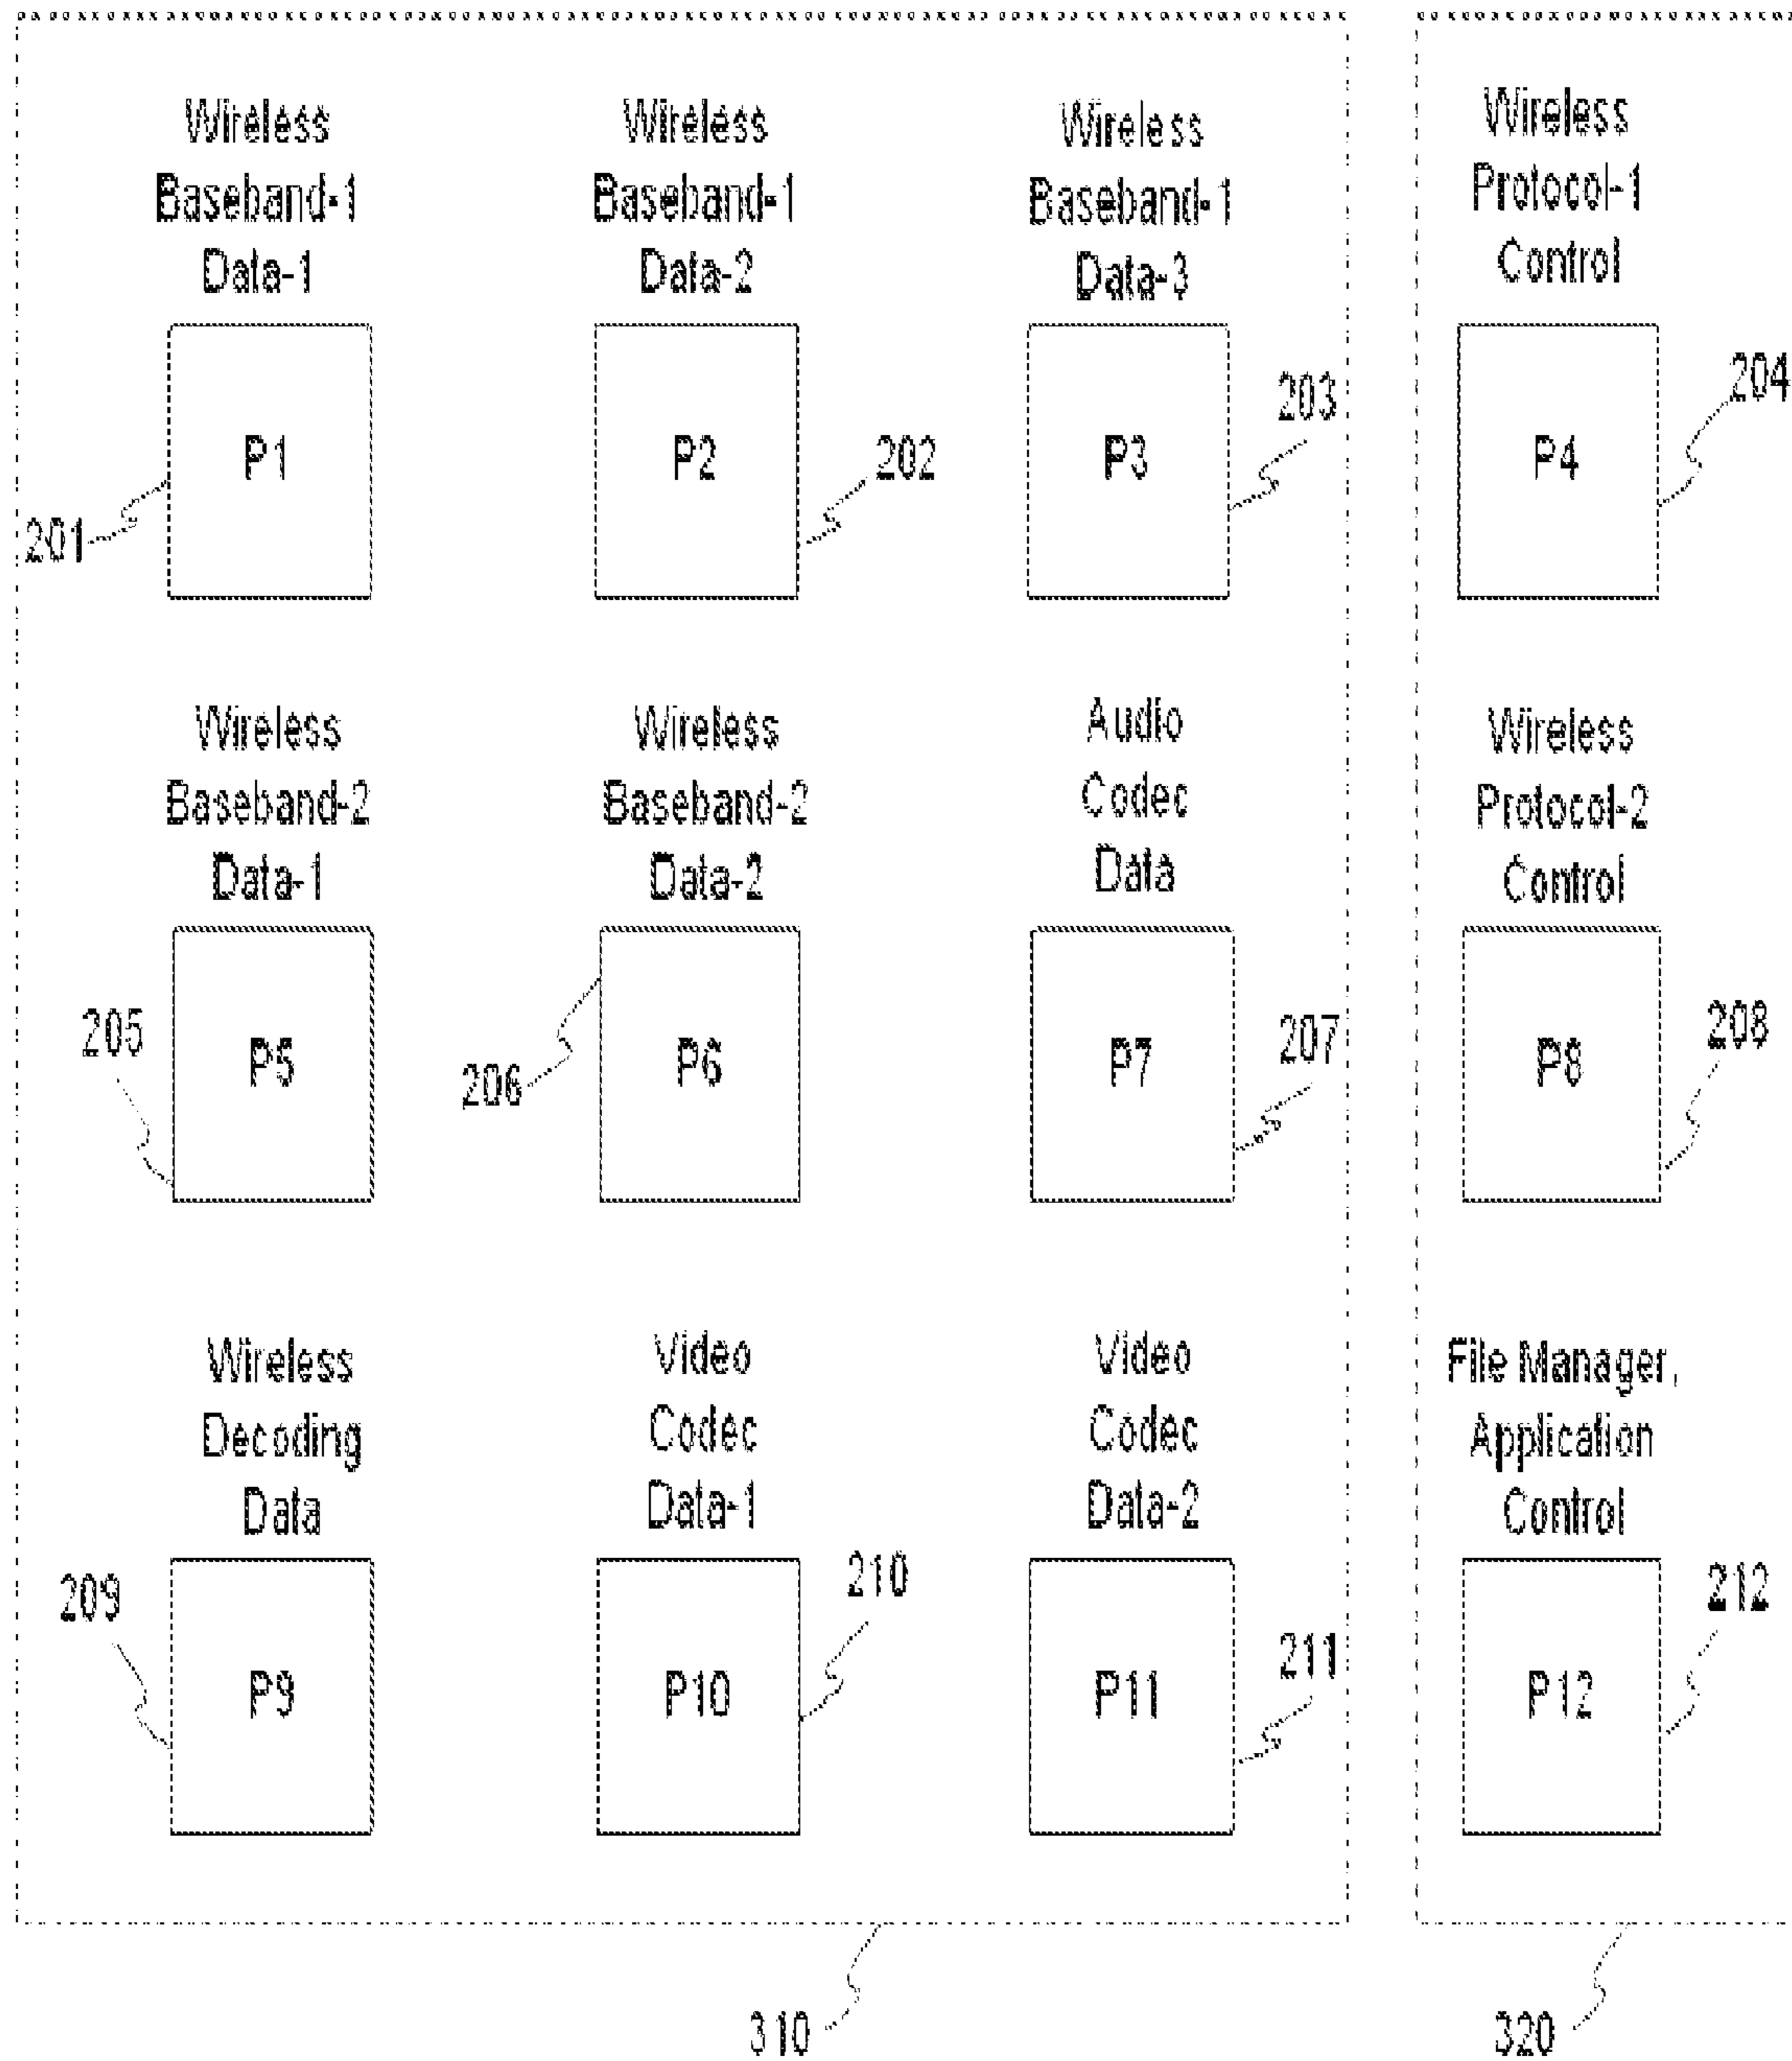 Wireless
Baseband-1
Data-1
Wireless
Baseband-1
Data-2
Wireless
Baseband-1
Data-3
Wireless
Protocol-1
Control
P1
201
P2
202
P3
203
P4
204
Wireless
Baseband-2
Data-1
Wireless
Baseband-2
Data-2
Audio
Codec
Data
Wireless
Protocol-2
Control
205
P5
206
P6
P7
207
P8
208
Wireless
Decoding
Data
Video
Codec
Data-1
Video
Codec
Data-2
File Manager,
Application
Control
209
P9
P10
210
P11
211
P12
212
310
320